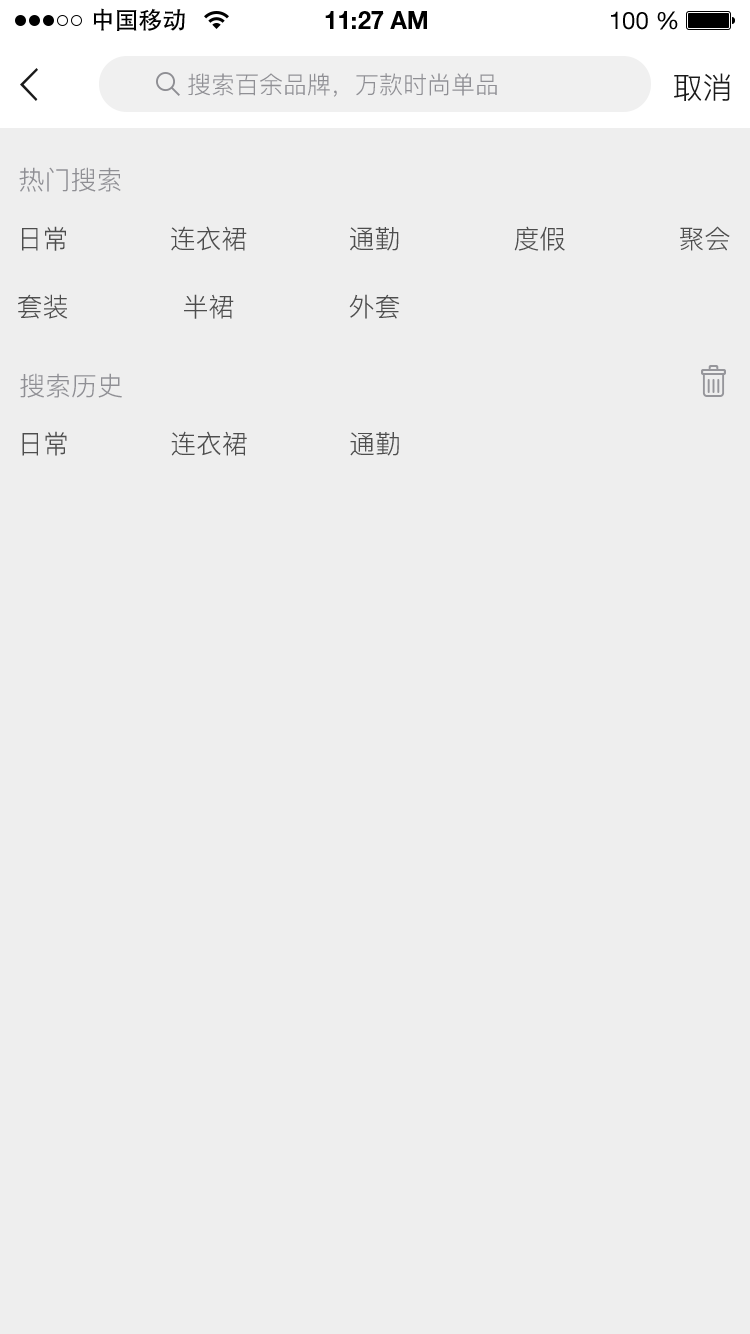 中国移动 11:27 AM 100 %
搜索百余品牌，万款时尚单品 取消
热门搜索
日常 连衣裙 通勤 度假 聚会
套装 半裙 外套
搜索历史
日常 连衣裙 通勤